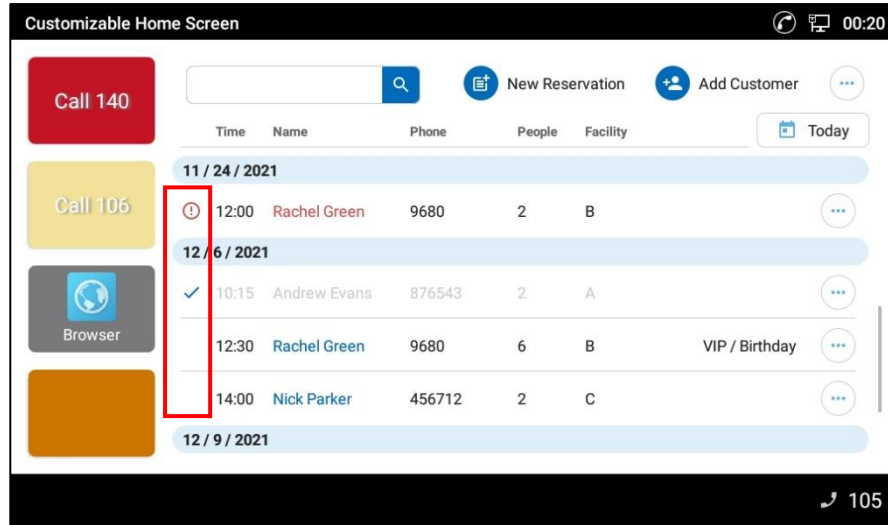 Customizable Home Screen 00:20
Call 140
Call 106
Browser
New Reservation Add Customer
Time Name Phone People Facility Today
11 / 24 / 2021
12:00 Rachel Green 9680 2 B
12 / 6 / 2021
10:15 Andrew Evans 876543 2 A
12:30 Rachel Green 9680 6 B VIP / Birthday
14:00 Nick Parker 456712 2 C
12 / 9 / 2021
105